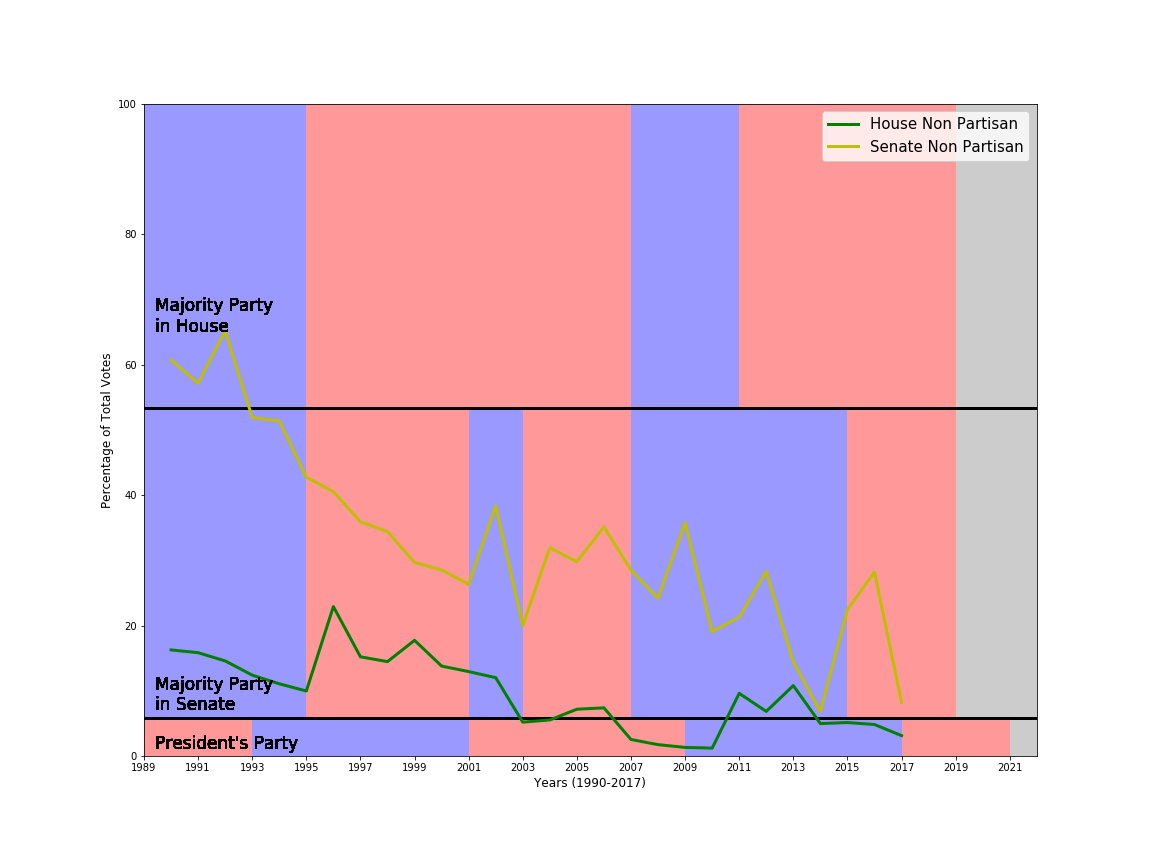 100
House Non Partisan
Senate Non Partisan
80
Majority Party
in House
60
Percentage of Total Votes
40
20
Majority Party
in Senate
President's Party
0
1989 1991 1993 1995 1997 1999 2001 2003 2005 2007 2009 2011 2013 2015 2017 2019 2021
Years (1990-2017)